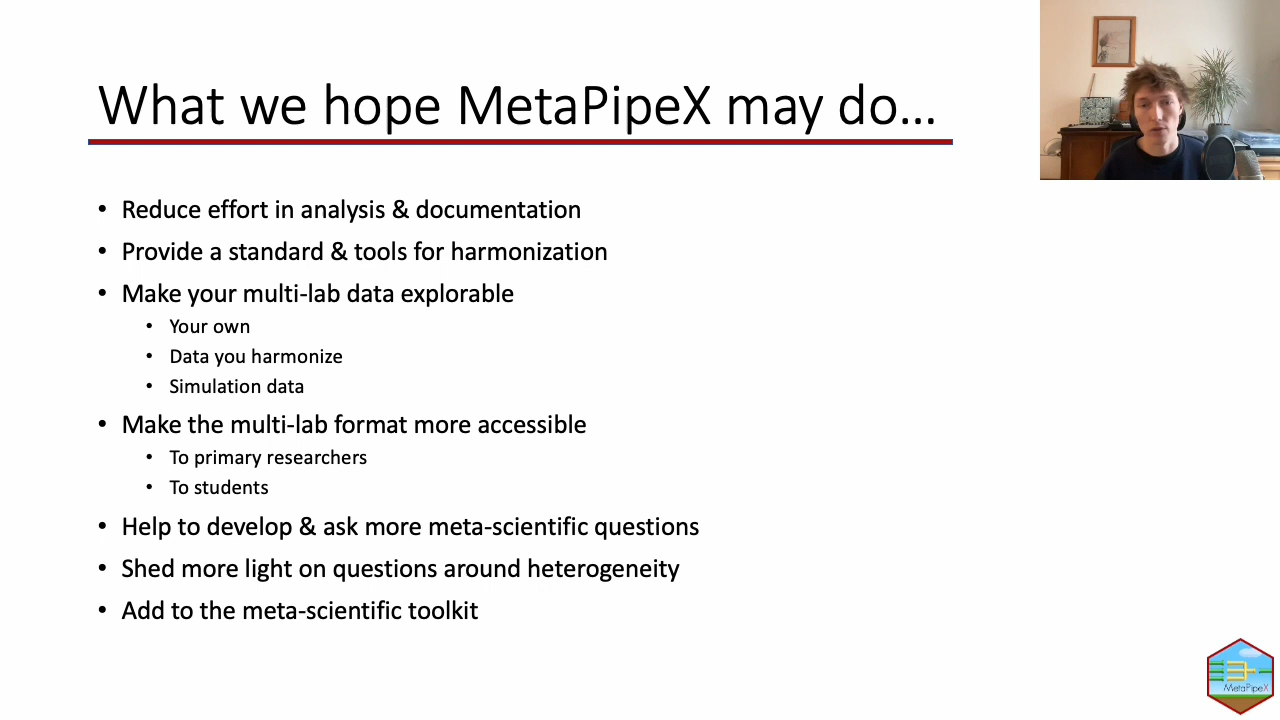 What we hope MetaPipeX may do...
• Reduce effort in analysis & documentation
• Provide a standard & tools for harmonization
• Make your multi-lab data explorable
• Your own
• Data you harmonize
• Simulation data
• Make the multi-lab format more accessible
• To primary researchers
• To students
• Help to develop & ask more meta-scientific questions
• Shed more light on questions around heterogeneity
• Add to the meta-scientific toolkit
MetaPipeX